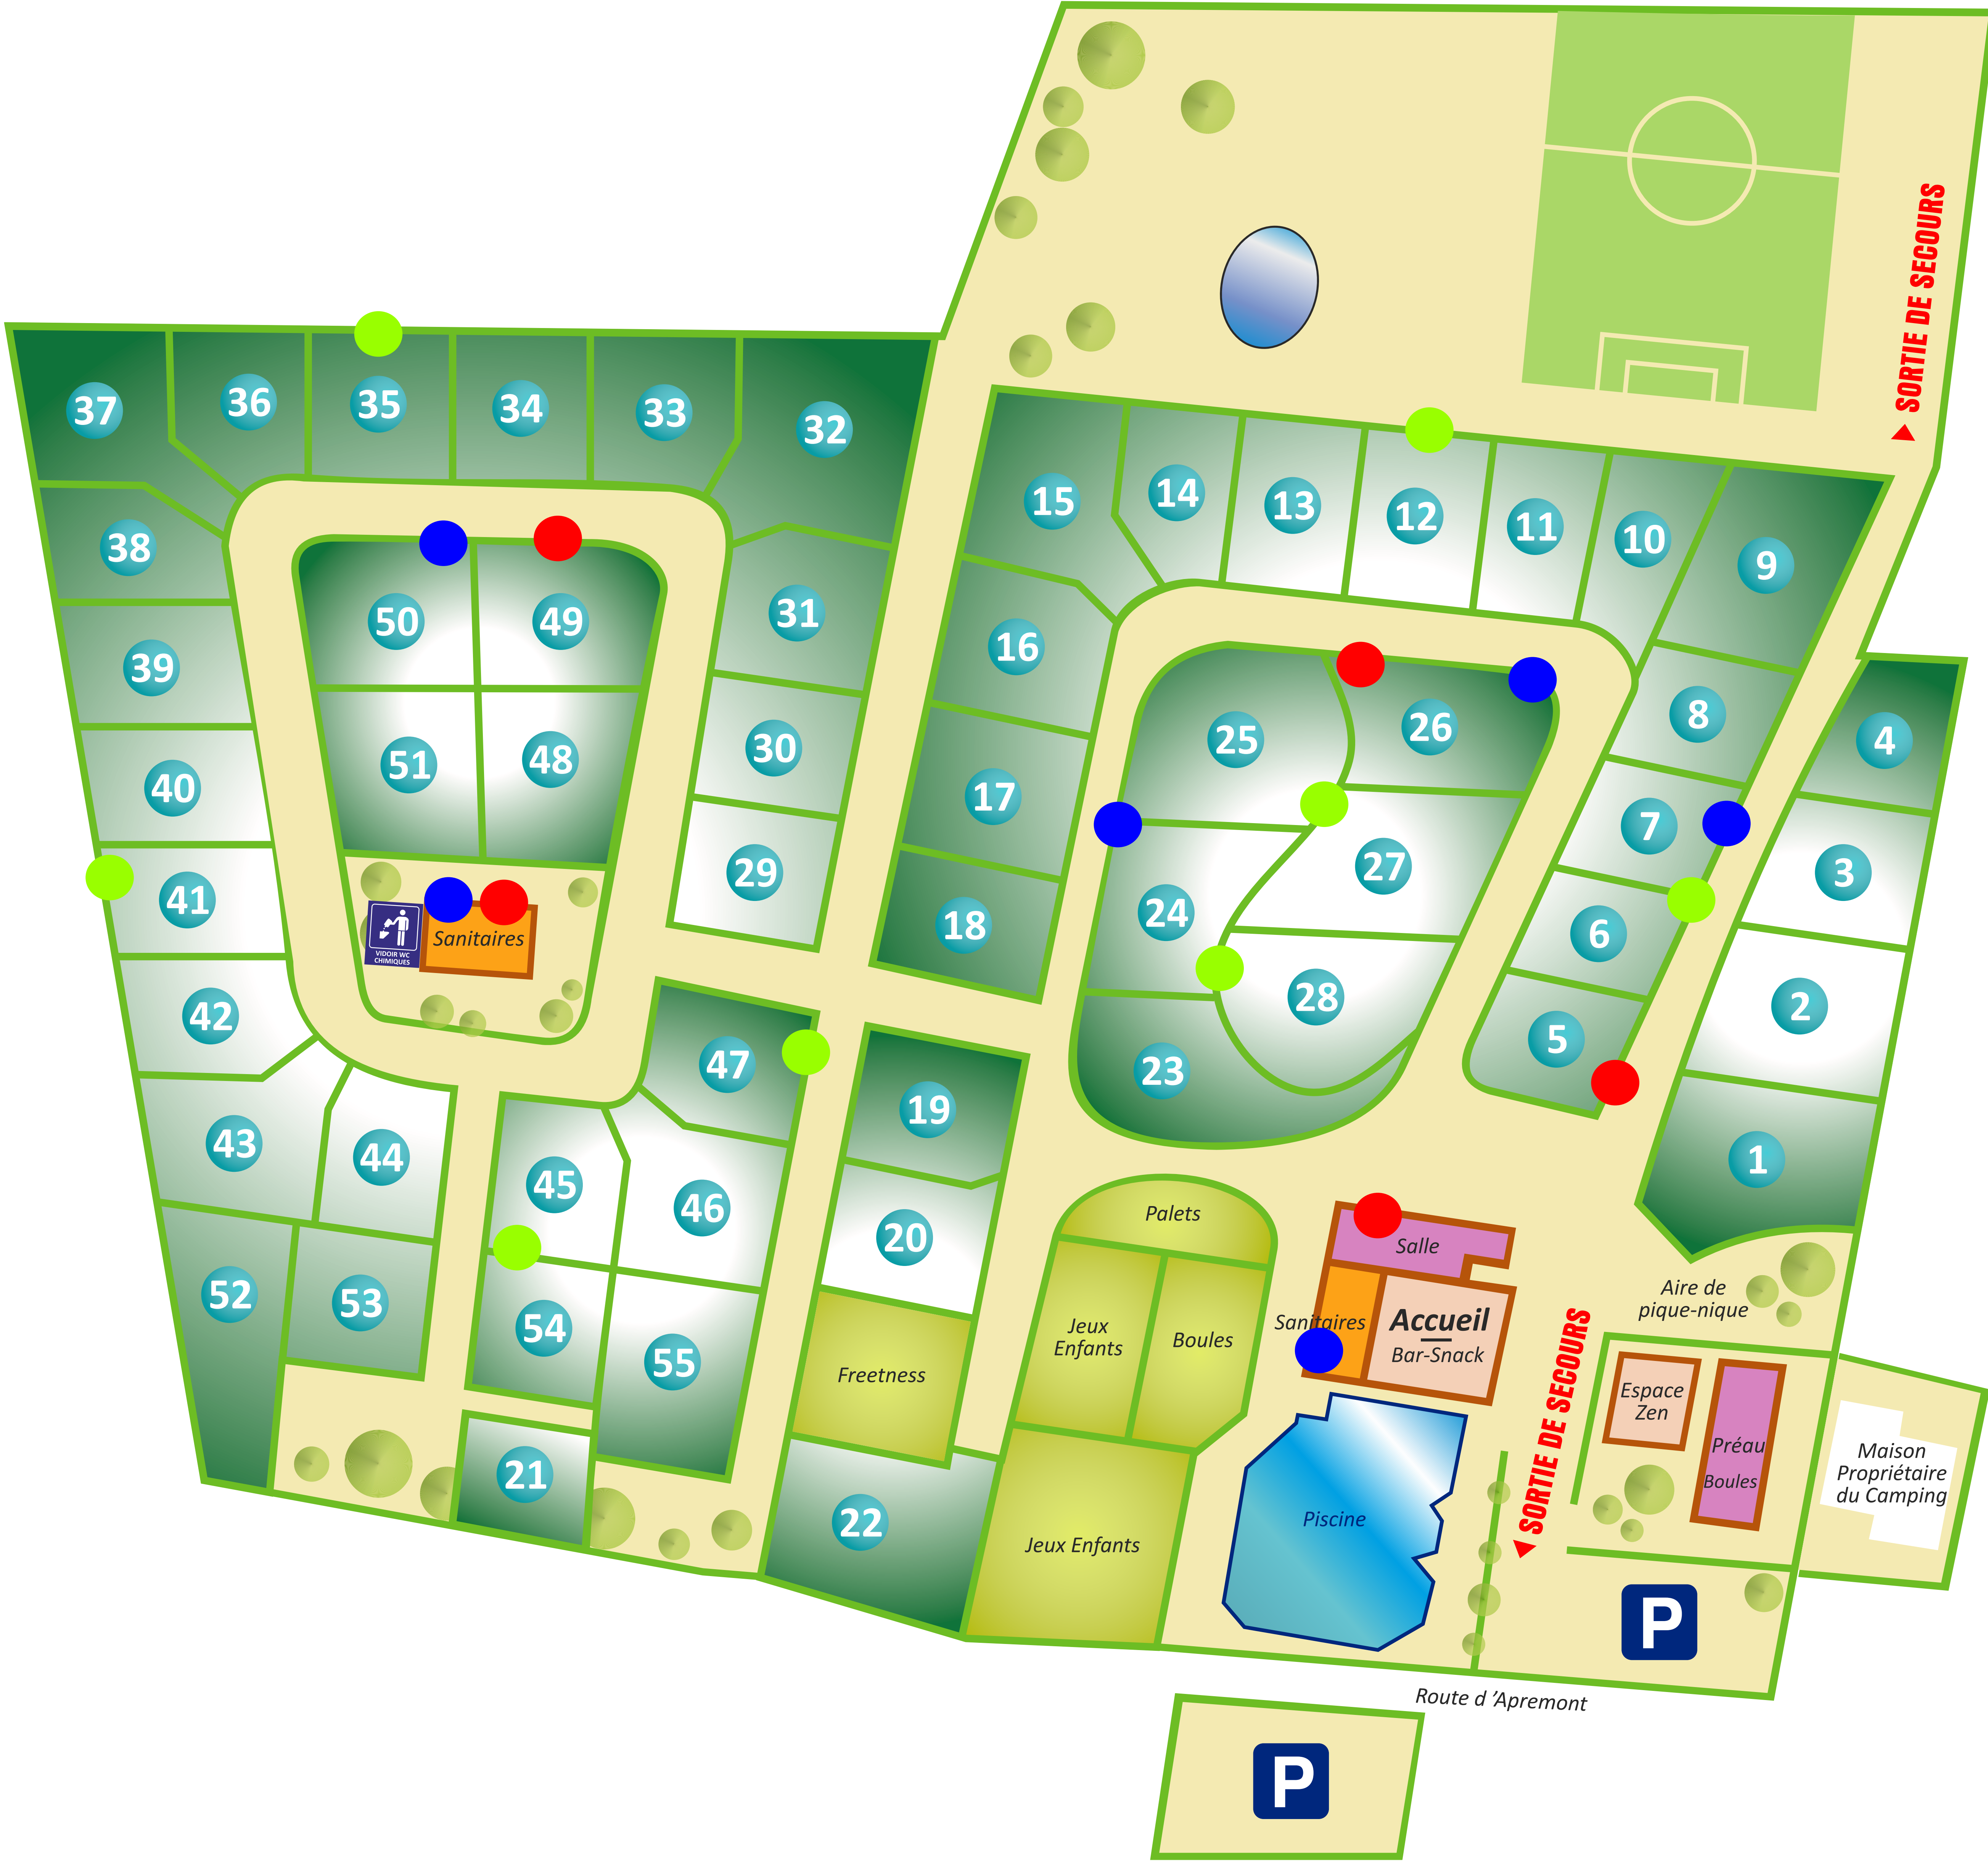 SORTIE DE SECOURS
37
36
35
34
33
32
38
39
40
41
42
43
44
50
49
51
48
31
30
29
VIDOIR WC
CHIMIQUES
Sanitaires
47
45
46
52
53
54
55
21
15
14
13
12
11
10
9
16
17
18
25
26
27
24
28
23
8
7
6
5
4
3
2
1
19
20
Freetness
22
Palets
Jeux
Enfants
Boules
Jeux Enfants
Salle
Sanitaires
Accueil
Bar-Snack
Piscine
SORTIE DE SECOURS
Aire de
pique-nique
Espace
Zen
Préau
Boules
Maison
Propriétaire
du Camping
P
Route d 'Apremont
P